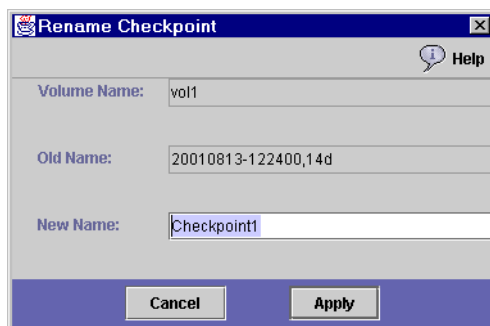 Rename Checkpoint
Help
Volume Name: vol1
Old Name: 20010813-122400,14d
New Name: Checkpoint1
Cancel Apply